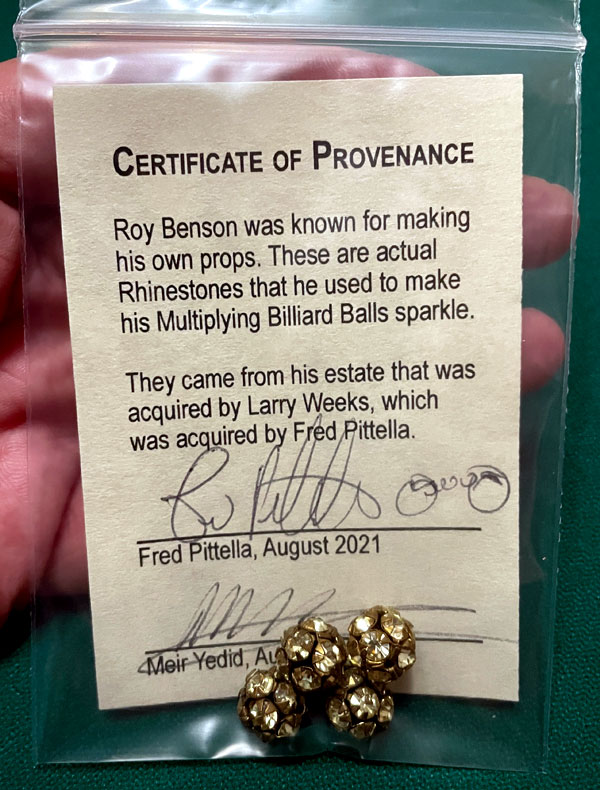 CERTIFICATE OF PROVENANCE
Roy Benson was known for making
his own props. These are actual
Rhinestones that he used to make
his Multiplying Billiard Balls sparkle.
They came from his estate that was
acquired by Larry Weeks, which
was acquired by Fred Pittella.
Fred Pittella, August 2021
Meir Yedid, Au